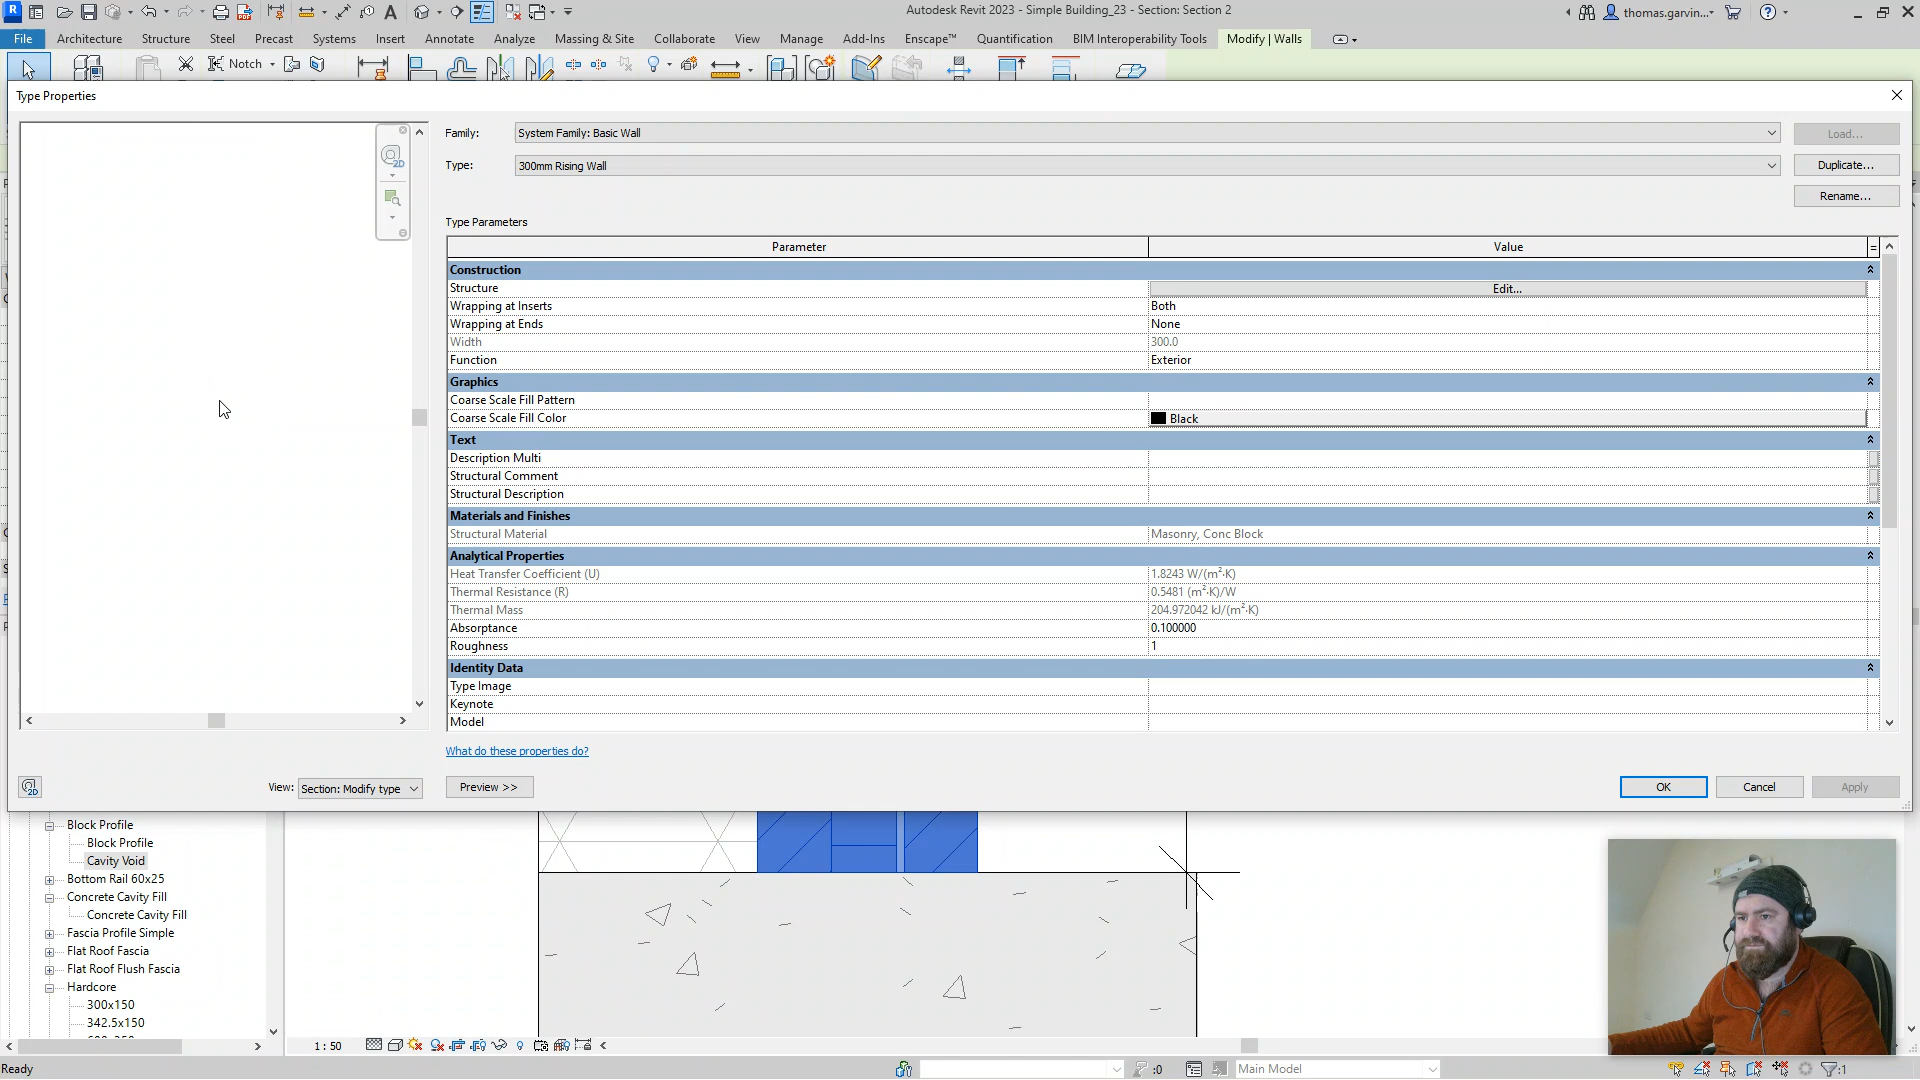 Autodesk Revit 2023 - Simple Building_23 - Section: Section 2
thomas.garvin...
File Architecture Structure Steel Precast Systems Insert Annotate Analyze Massing & Site Collaborate View Manage Add-Ins Enscape™ Quantification BIM Interoperability Tools Modify | Walls
Notch
Type Properties
Family: System Family: Basic Wall Load...
Type: 300mm Rising Wall Duplicate...
Rename...
Type Parameters
Parameter Value =
Construction
Structure Edit...
Wrapping at Inserts Both
Wrapping at Ends None
Width 300.0
Function Exterior
Graphics
Coarse Scale Fill Pattern
Coarse Scale Fill Color Black
Text
Description Multi
Structural Comment
Structural Description
Materials and Finishes
Structural Material Masonry, Conc Block
Analytical Properties
Heat Transfer Coefficient (U) 1.8243 W/(m²·K)
Thermal Resistance (R) 0.5481 (m²·K)/W
Thermal Mass 204.972042 kJ/(m²·K)
Absorptance 0.100000
Roughness 1
Identity Data
Type Image
Keynote
Model
What do these properties do?
View: Section: Modify type Preview >> OK Cancel Apply
Block Profile
Block Profile
Cavity Void
Bottom Rail 60x25
Concrete Cavity Fill
Concrete Cavity Fill
Fascia Profile Simple
Flat Roof Fascia
Flat Roof Flush Fascia
Hardcore
300x150
342.5x150
1 : 50
Ready :0 Main Model :1